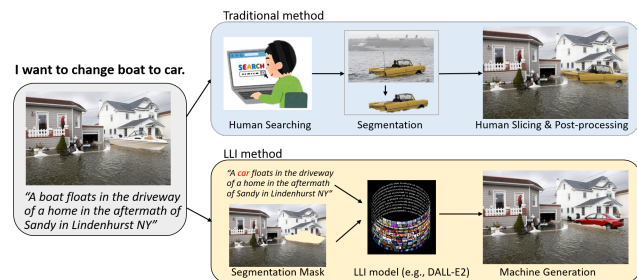 Traditional method
I want to change boat to car.
SEARCH
Human Searching
Segmentation
Human Slicing & Post-processing
"A boat floats in the driveway
of a home in the aftermath of
Sandy in Lindenhurst NY"
LLI method
"A car floats in the driveway
of a home in the aftermath
of Sandy in Lindenhurst NY"
Segmentation Mask
LLI model (e.g., DALL-E2)
Machine Generation